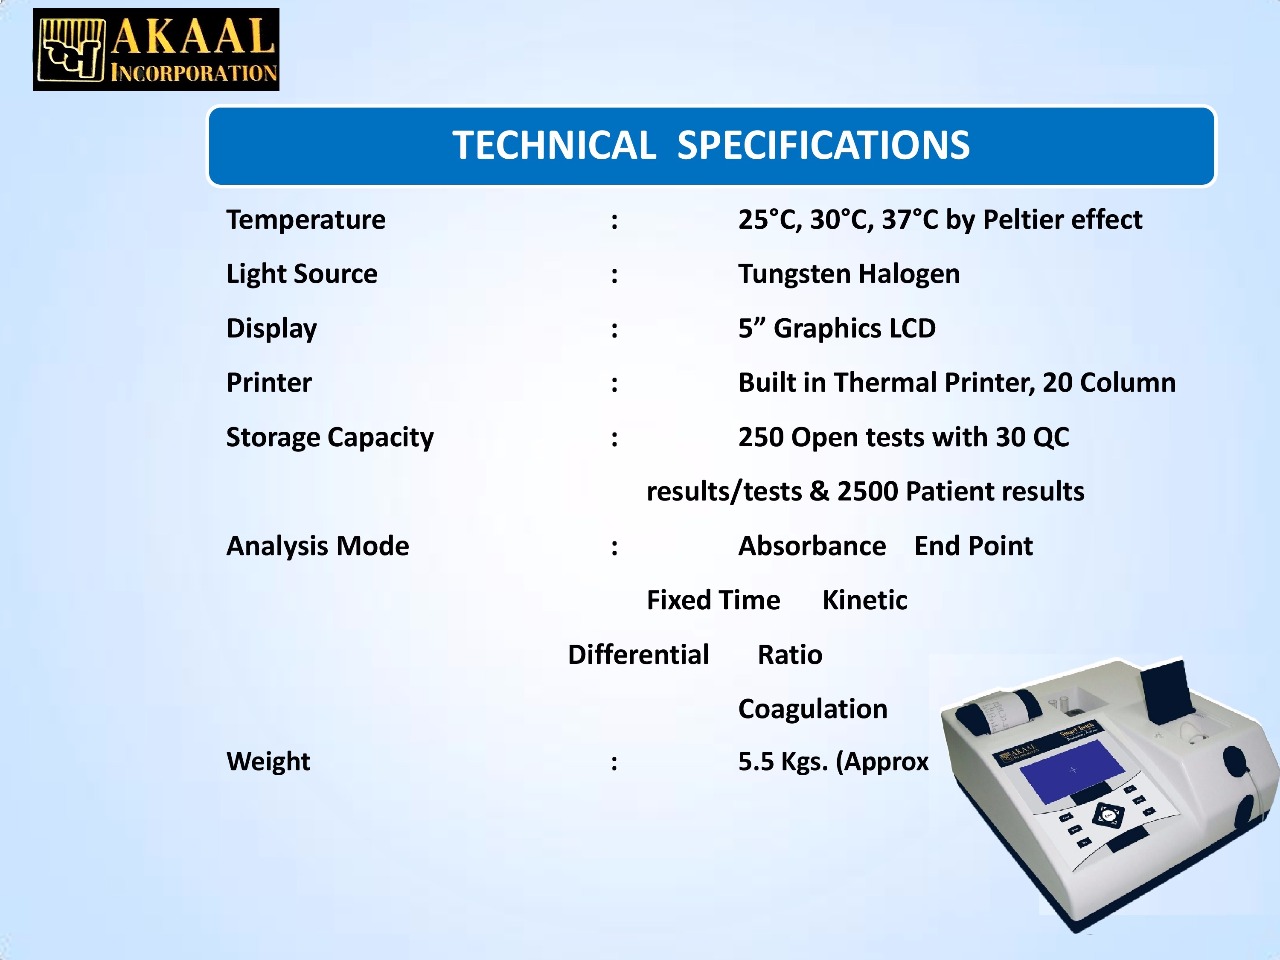 AKAAL
INCORPORATION
TECHNICAL SPECIFICATIONS
Temperature : 25°C, 30°C, 37°C by Peltier effect
Light Source : Tungsten Halogen
Display : 5” Graphics LCD
Printer : Built in Thermal Printer, 20 Column
Storage Capacity : 250 Open tests with 30 QC
results/tests & 2500 Patient results
Analysis Mode : Absorbance End Point
Fixed Time Kinetic
Differential Ratio
Coagulation
Weight : 5.5 Kgs. (Approx
AKAAL